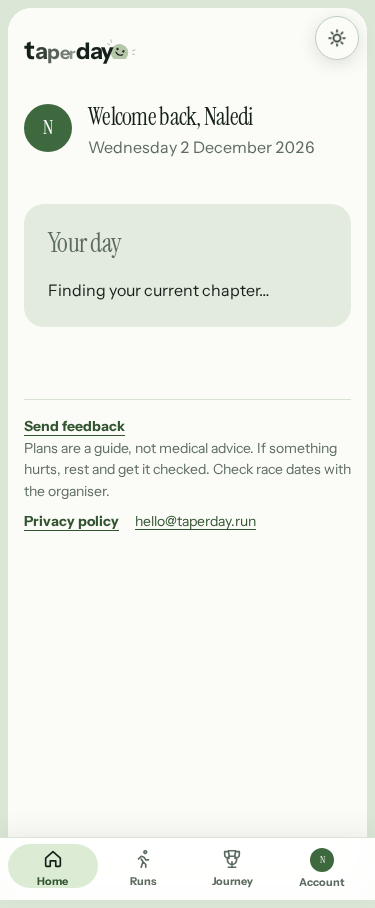 taperday
N
Welcome back, Naledi
Wednesday 2 December 2026
Your day
Finding your current chapter...
Send feedback
Plans are a guide, not medical advice. If something
hurts, rest and get it checked. Check race dates with
the organiser.
Privacy policy hello@taperday.run
N
Home Runs Journey Account